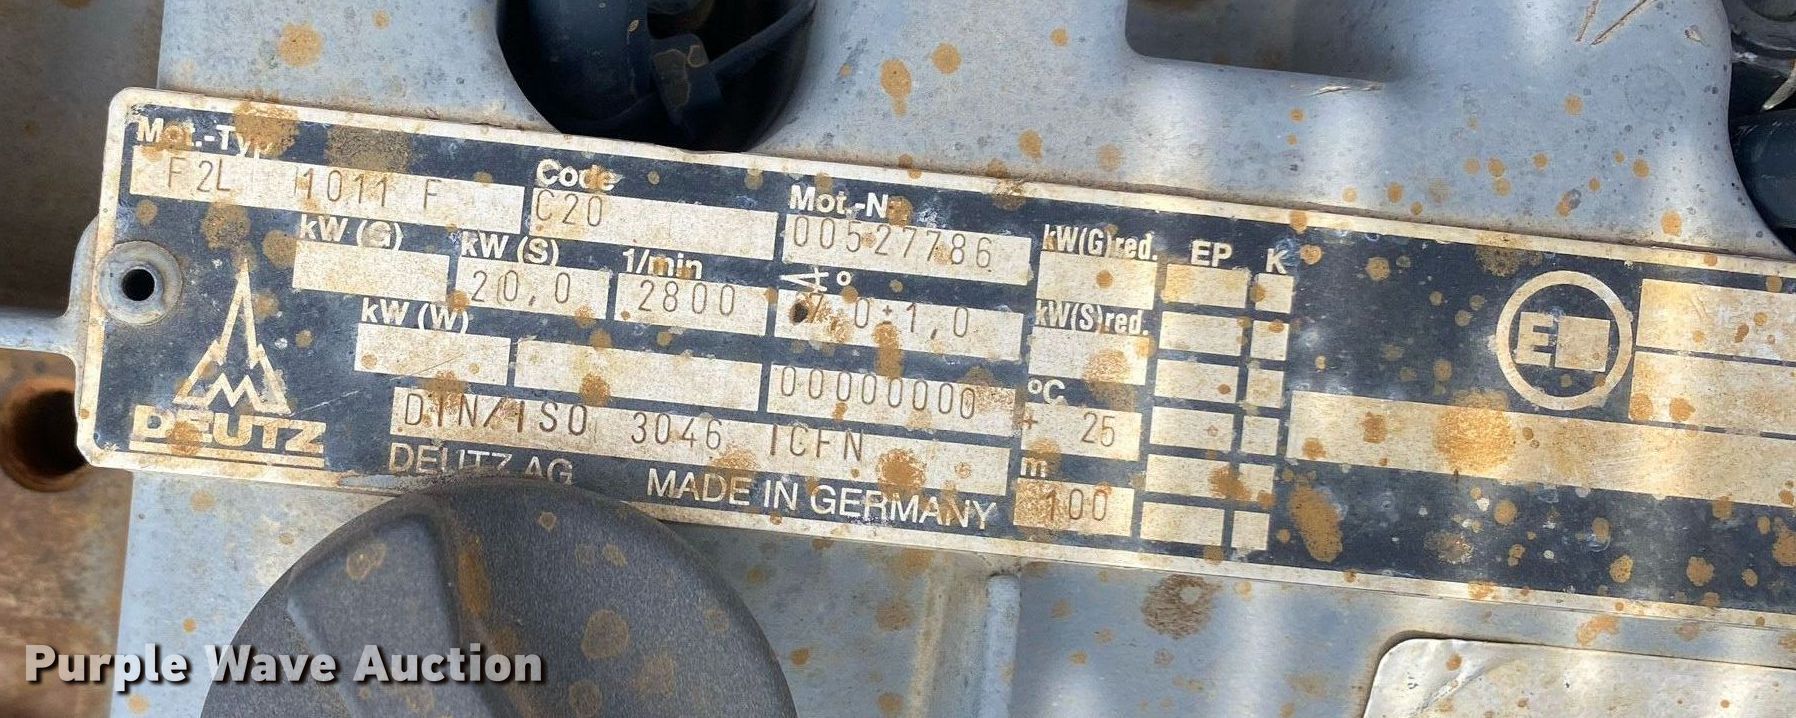 Mot.-Typ Code Mot.-Nr
F2L 1011 F C20 00527786
kW (G) kW (S) 1/min ° kW(G)red. EP K
20,0 2800 0±1,0
kW (W) kW(S)red.
00000000 °C
DIN/ISO 3046 ICFN + 25
DEUTZ DEUTZ AG MADE IN GERMANY m
100
E
Purple Wave Auction